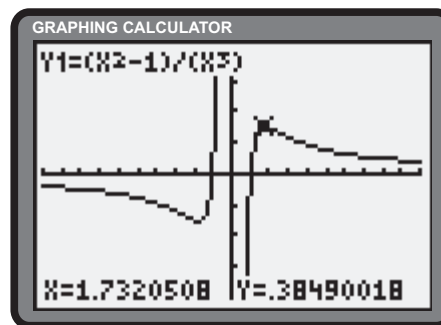 GRAPHING CALCULATOR
Y1=(X²-1)/(X³)
X=1.7320508 Y=.38490018